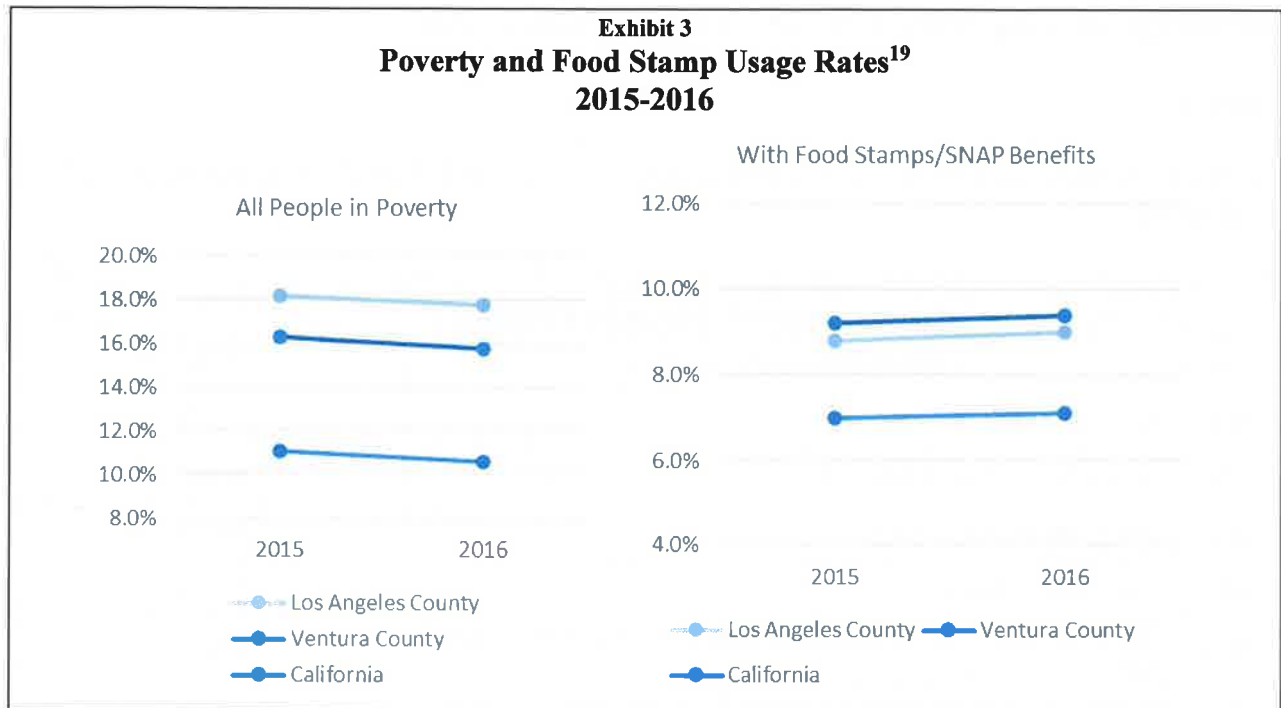 Exhibit 3
Poverty and Food Stamp Usage Rates¹⁹
2015-2016
All People in Poverty
20.0%
18.0%
16.0%
14.0%
12.0%
10.0%
8.0%
2015 2016
Los Angeles County
Ventura County
California
With Food Stamps/SNAP Benefits
12.0%
10.0%
8.0%
6.0%
4.0%
2015 2016
Los Angeles County Ventura County
California